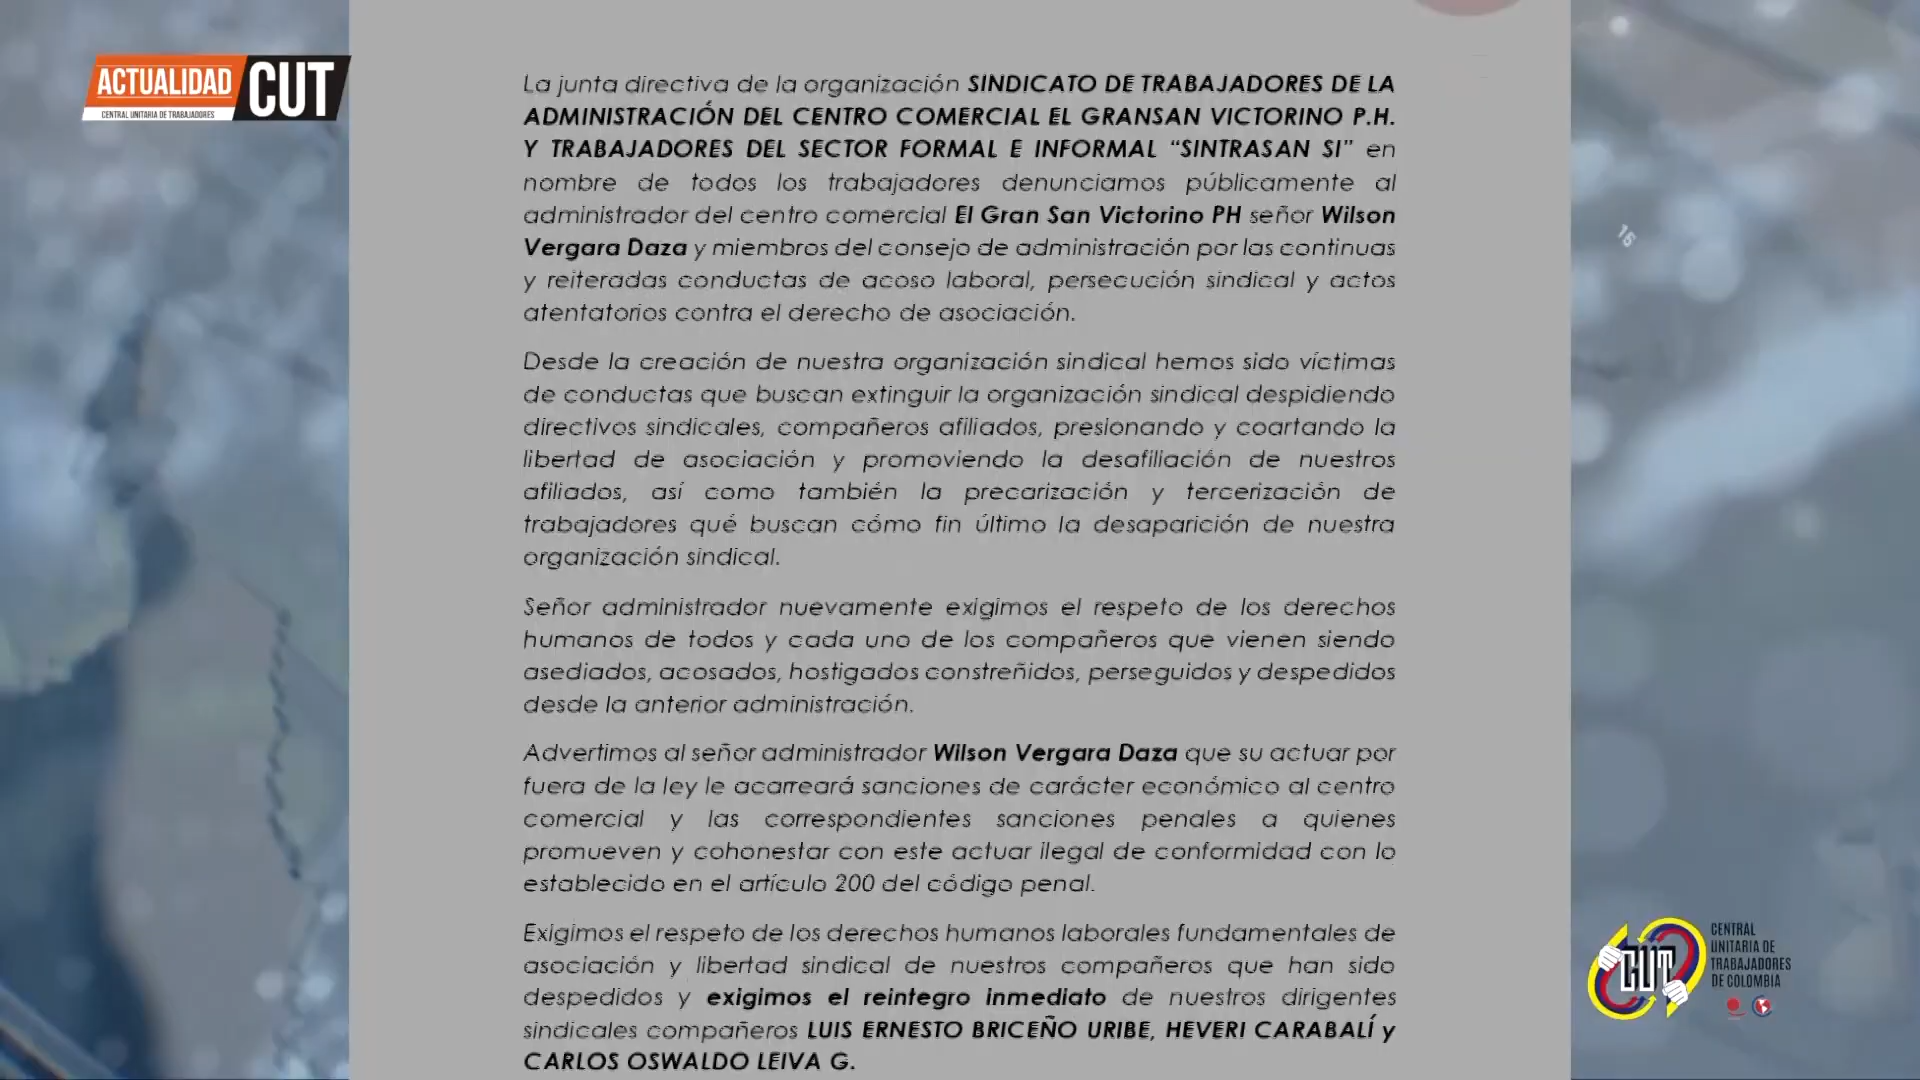 ACTUALIDAD CUT
CENTRAL UNITARIA DE TRABAJADORES
La junta directiva de la organización SINDICATO DE TRABAJADORES DE LA
ADMINISTRACIÓN DEL CENTRO COMERCIAL EL GRANSAN VICTORINO P.H.
Y TRABAJADORES DEL SECTOR FORMAL E INFORMAL “SINTRASAN SI” en
nombre de todos los trabajadores denunciamos públicamente al
administrador del centro comercial El Gran San Victorino PH señor Wilson
Vergara Daza y miembros del consejo de administración por las continuas
y reiteradas conductas de acoso laboral, persecución sindical y actos
atentatorios contra el derecho de asociación.
Desde la creación de nuestra organización sindical hemos sido víctimas
de conductas que buscan extinguir la organización sindical despidiendo
directivos sindicales, compañeros afiliados, presionando y coartando la
libertad de asociación y promoviendo la desafiliación de nuestros
afiliados, así como también la precarización y tercerización de
trabajadores qué buscan cómo fin último la desaparición de nuestra
organización sindical.
Señor administrador nuevamente exigimos el respeto de los derechos
humanos de todos y cada uno de los compañeros que vienen siendo
asediados, acosados, hostigados constreñidos, perseguidos y despedidos
desde la anterior administración.
Advertimos al señor administrador Wilson Vergara Daza que su actuar por
fuera de la ley le acarreará sanciones de carácter económico al centro
comercial y las correspondientes sanciones penales a quienes
promueven y cohonestar con este actuar ilegal de conformidad con lo
establecido en el artículo 200 del código penal.
Exigimos el respeto de los derechos humanos laborales fundamentales de
asociación y libertad sindical de nuestros compañeros que han sido
despedidos y exigimos el reintegro inmediato de nuestros dirigentes
sindicales compañeros LUIS ERNESTO BRICEÑO URIBE, HEVERI CARABALÍ y
CARLOS OSWALDO LEIVA G.
16
CUT
CENTRAL
UNITARIA DE
TRABAJADORES
DE COLOMBIA